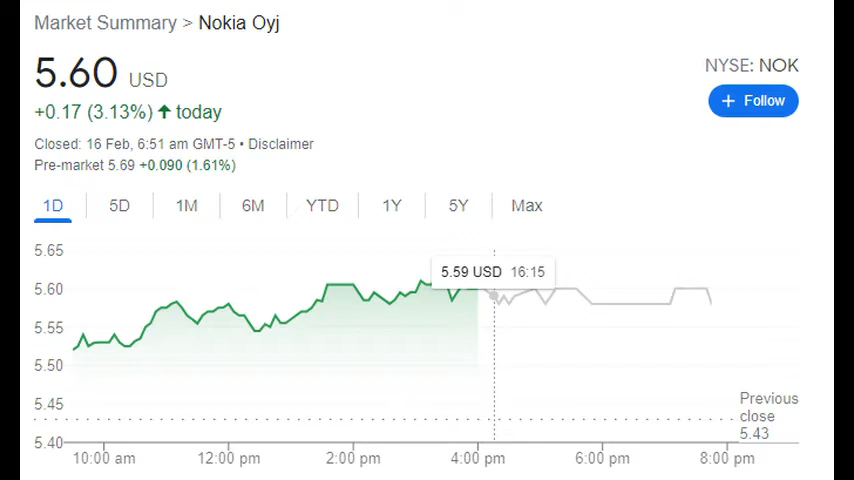 Market Summary > Nokia Oyj
5.60 USD
NYSE: NOK
+0.17 (3.13%) ↑ today
+ Follow
Closed: 16 Feb, 6:51 am GMT-5 • Disclaimer
Pre-market 5.69 +0.090 (1.61%)
1D 5D 1M 6M YTD 1Y 5Y Max
5.65
5.59 USD 16:15
5.60
5.55
5.50
5.45
Previous
close
5.43
5.40
10:00 am 12:00 pm 2:00 pm 4:00 pm 6:00 pm 8:00 pm